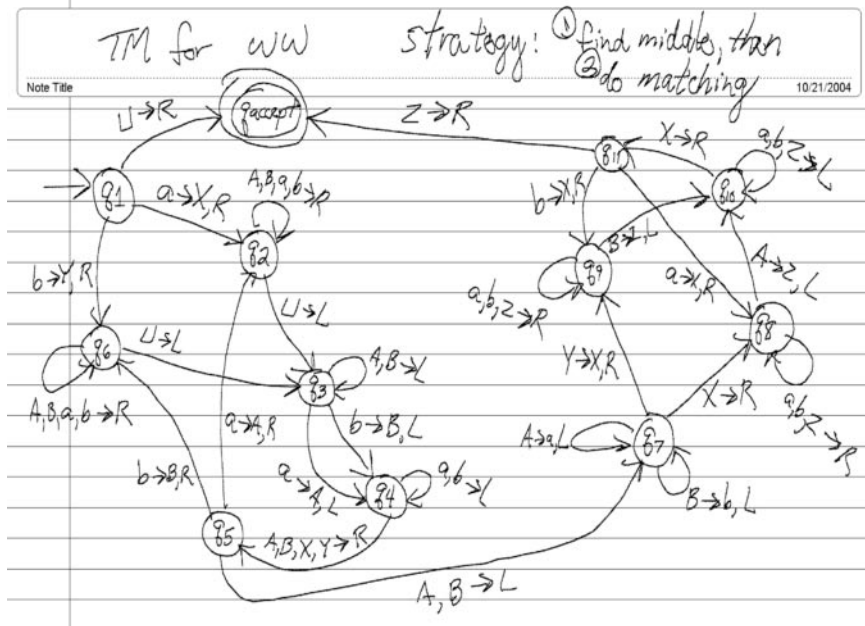 TM for ww strategy: ① find middle, then
② do matching
Note Title 10/21/2004
⊔→R
qaccept
Z→R
X→R
a,b,Z→L
q1
a→X,R
A,B,a,b→R
q11
q10
b→X,R
q2
B→Z,L
q9
a→X,R
A→Z,L
b→Y,R
⊔→L
a,b,Z→R
q8
q6
⊔→L
A,B→L
Y→X,R
q3
X→R
a,b,Z→R
A,B,a,b→R
a→A,R
b→B,L
A→a,L
q7
b→B,R
a→A,L
q4
a,b→L
B→b,L
q5
A,B,X,Y→R
A,B→L